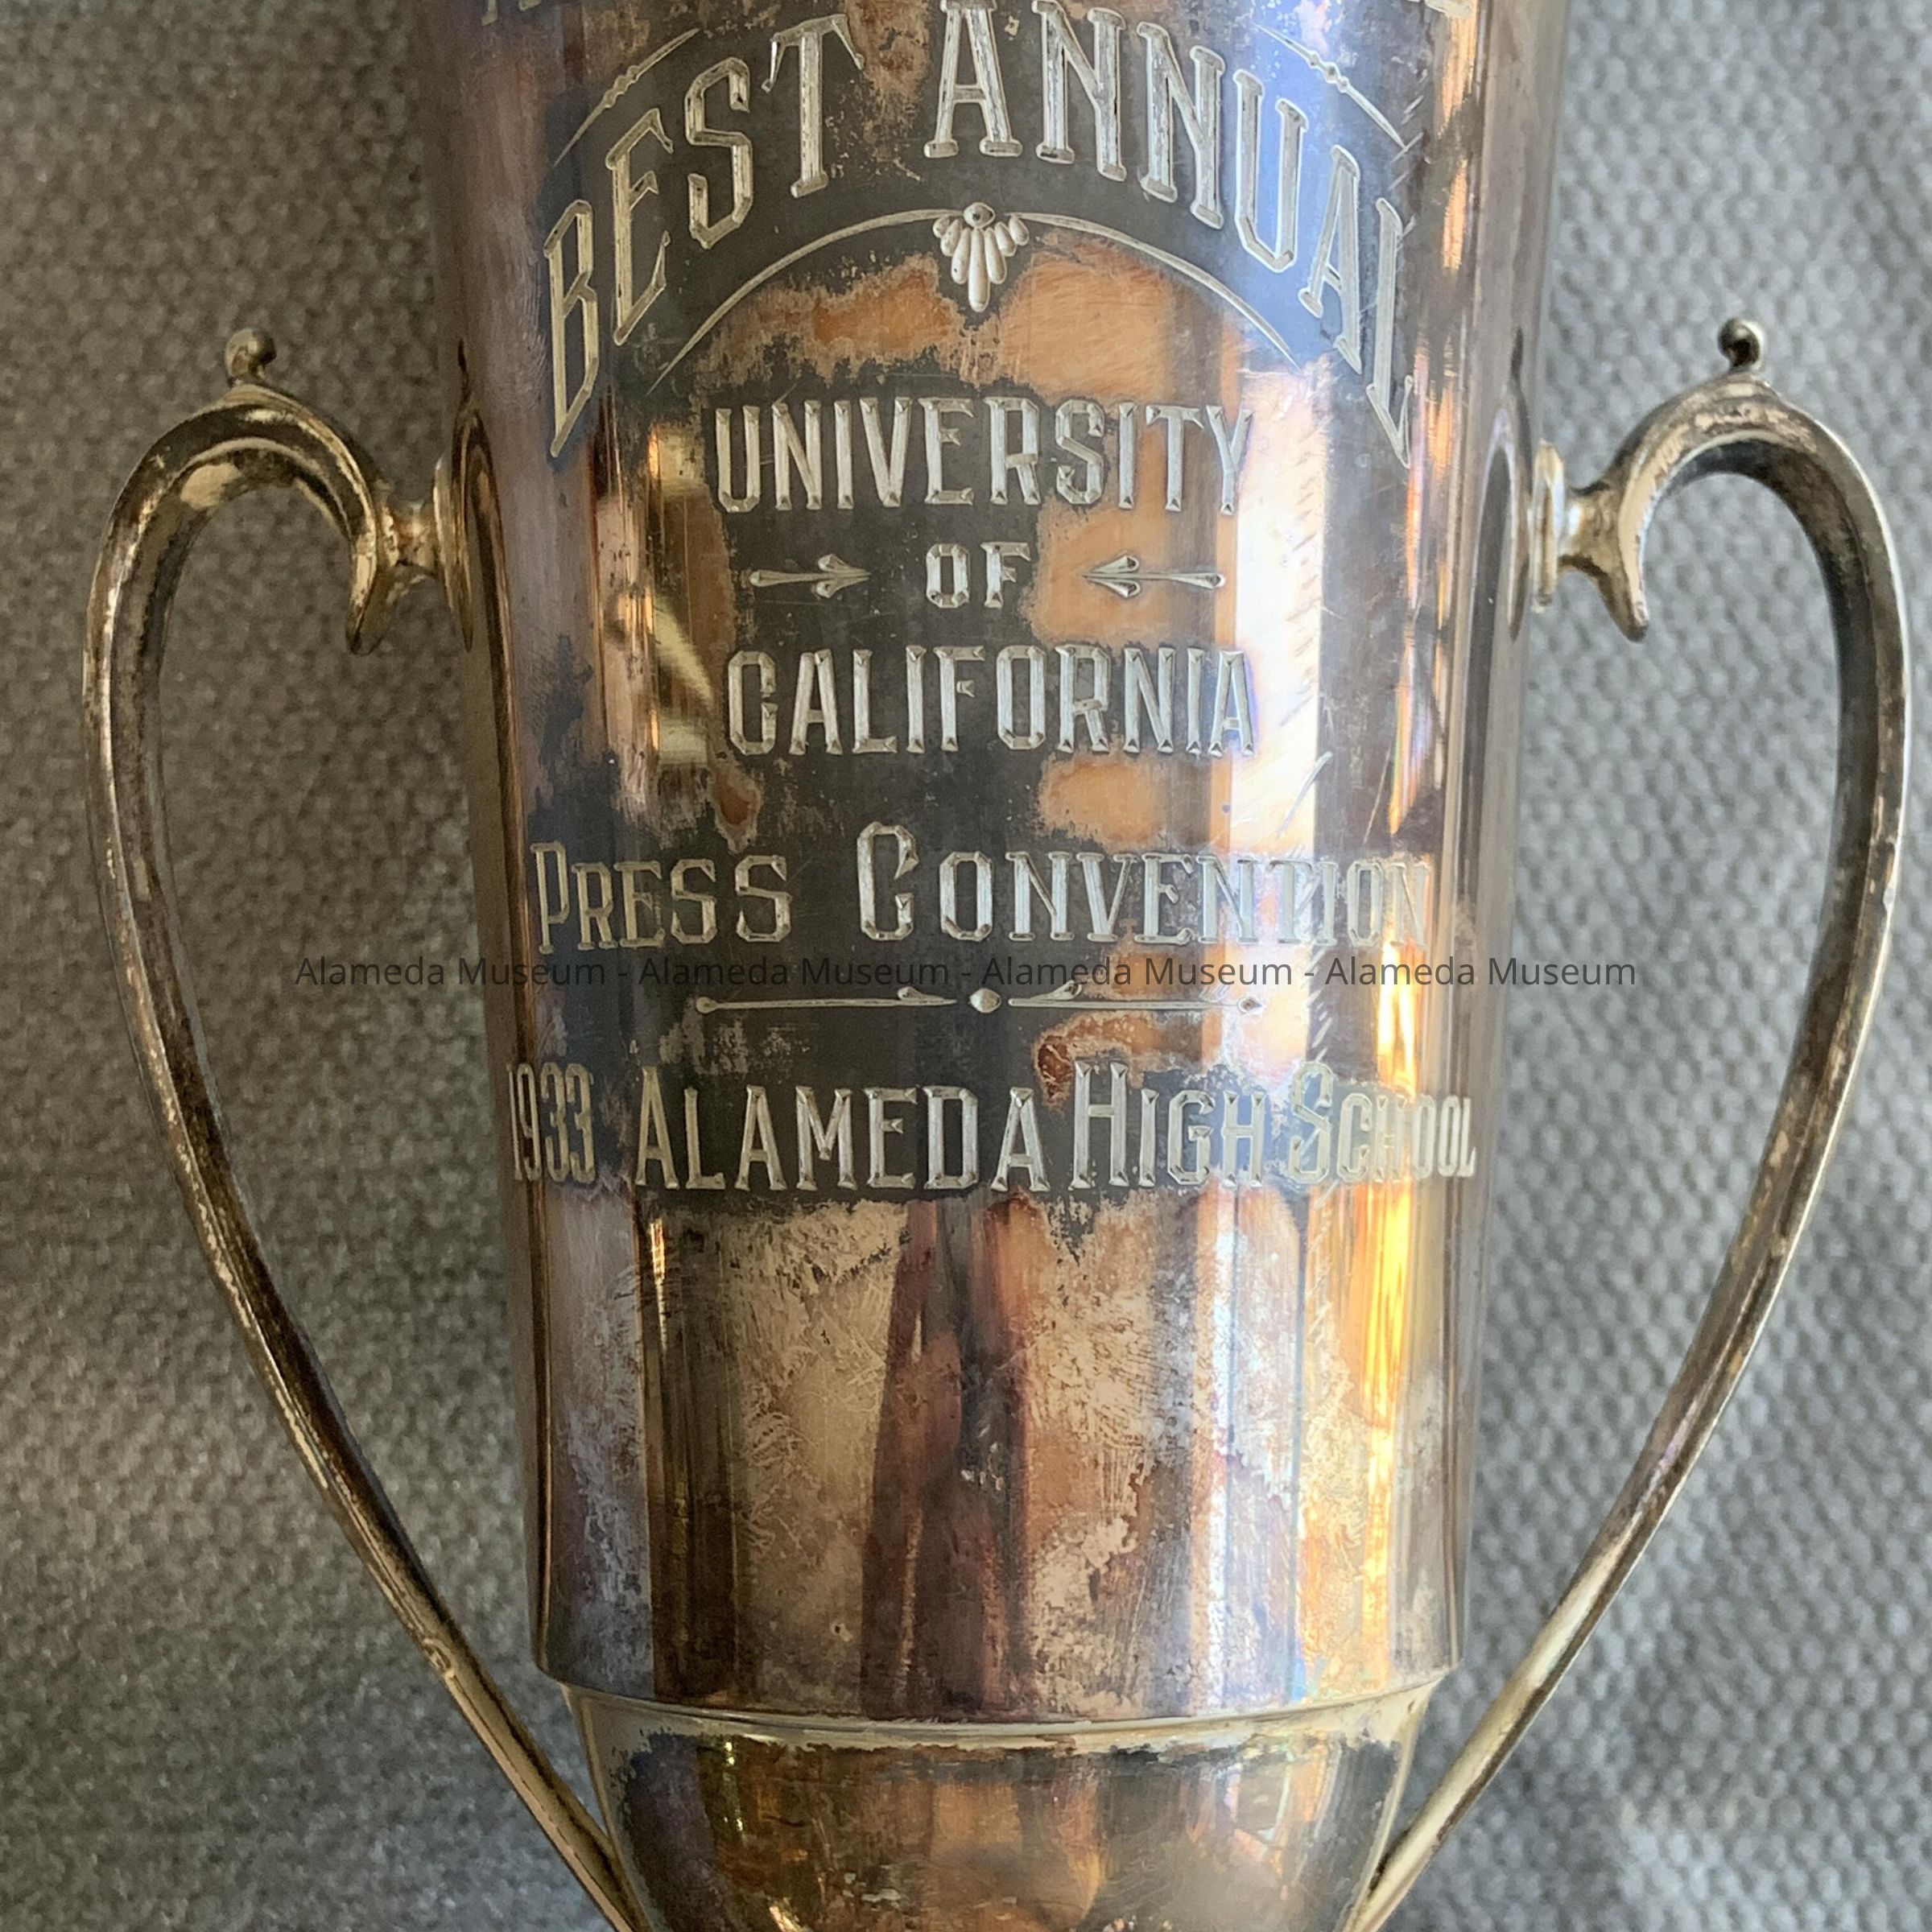 BEST ANNUAL
UNIVERSITY
OF
CALIFORNIA
PRESS CONVENTION
Alameda Museum - Alameda Museum - Alameda Museum - Alameda Museum
1933 ALAMEDA HIGH SCHOOL